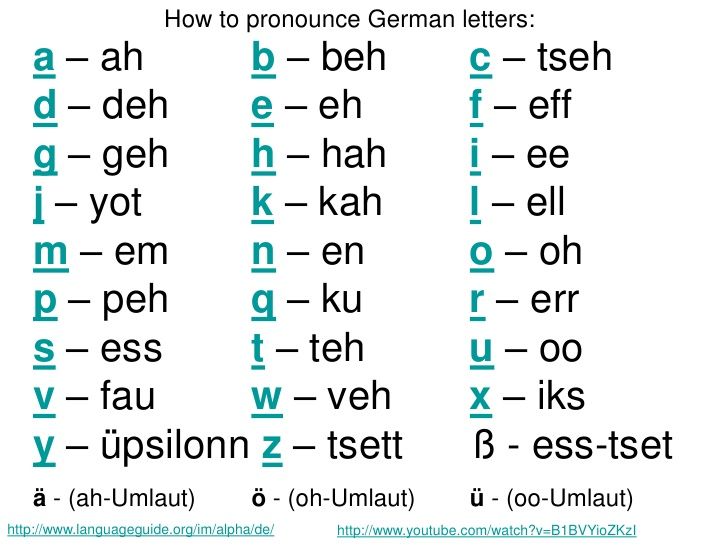 How to pronounce German letters:
a – ah b – beh c – tseh
d – deh e – eh f – eff
g – geh h – hah i – ee
j – yot k – kah l – ell
m – em n – en o – oh
p – peh q – ku r – err
s – ess t – teh u – oo
v – fau w – veh x – iks
y – üpsilonn z – tsett ß - ess-tset
ä - (ah-Umlaut) ö - (oh-Umlaut) ü - (oo-Umlaut)
http://www.languageguide.org/im/alpha/de/ http://www.youtube.com/watch?v=B1BVYioZKzI